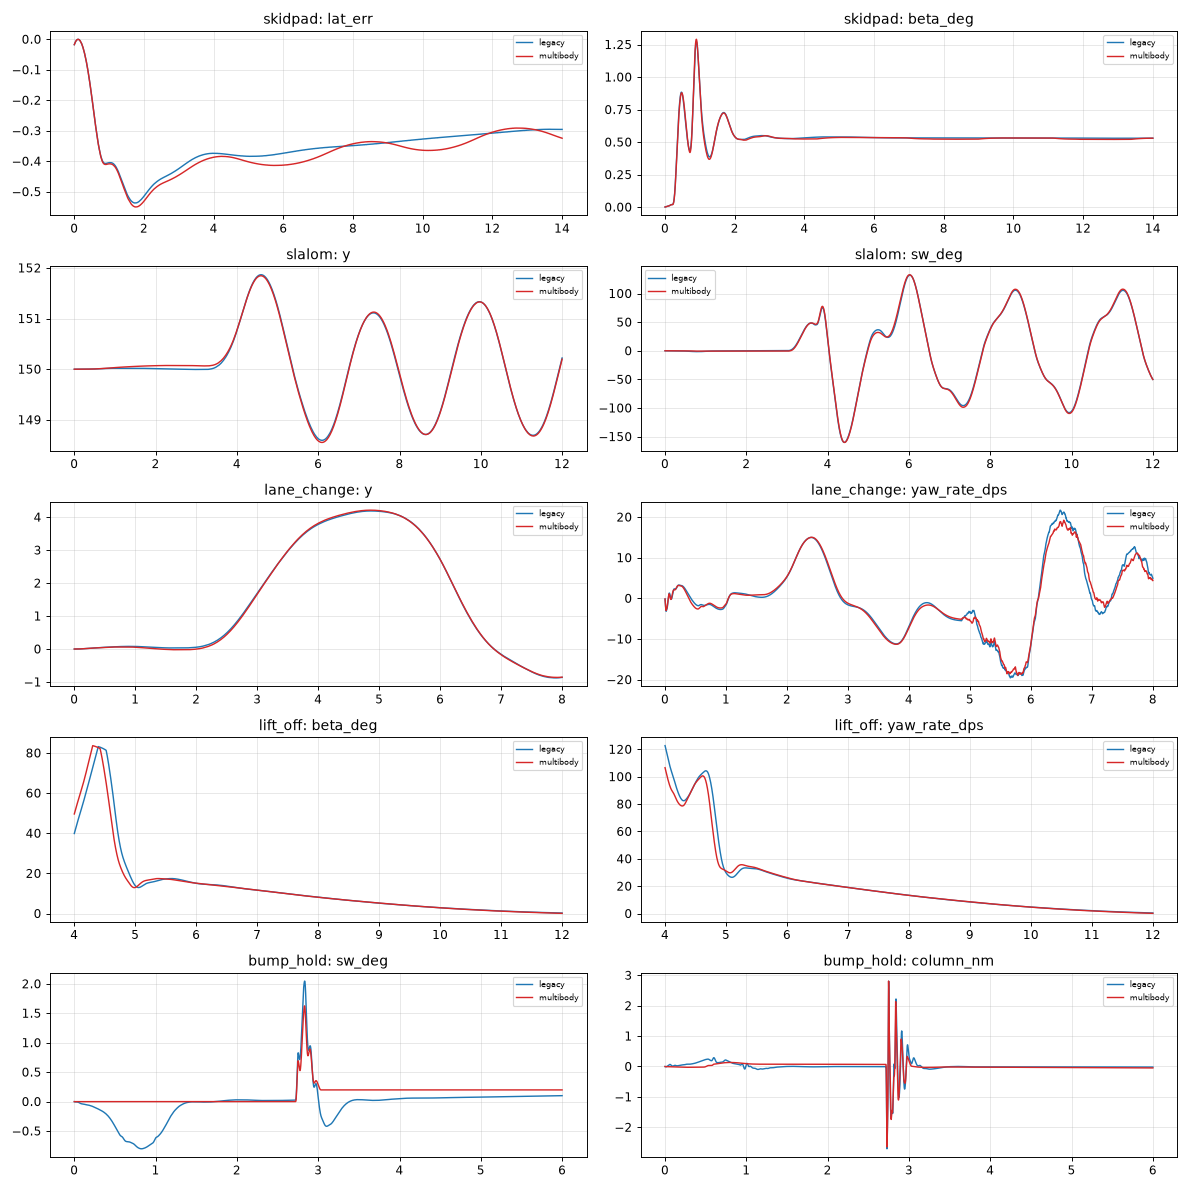 skidpad: lat_err
0.0
−0.1
−0.2
−0.3
−0.4
−0.5
0 2 4 6 8 10 12 14
legacy
multibody
skidpad: beta_deg
1.25
1.00
0.75
0.50
0.25
0.00
0 2 4 6 8 10 12 14
legacy
multibody
slalom: y
152
151
150
149
0 2 4 6 8 10 12
legacy
multibody
slalom: sw_deg
100
50
0
−50
−100
−150
0 2 4 6 8 10 12
legacy
multibody
lane_change: y
4
3
2
1
0
−1
0 1 2 3 4 5 6 7 8
legacy
multibody
lane_change: yaw_rate_dps
20
10
0
−10
−20
0 1 2 3 4 5 6 7 8
legacy
multibody
lift_off: beta_deg
80
60
40
20
0
4 5 6 7 8 9 10 11 12
legacy
multibody
lift_off: yaw_rate_dps
120
100
80
60
40
20
0
4 5 6 7 8 9 10 11 12
legacy
multibody
bump_hold: sw_deg
2.0
1.5
1.0
0.5
0.0
−0.5
0 1 2 3 4 5 6
legacy
multibody
bump_hold: column_nm
3
2
1
0
−1
−2
0 1 2 3 4 5 6
legacy
multibody